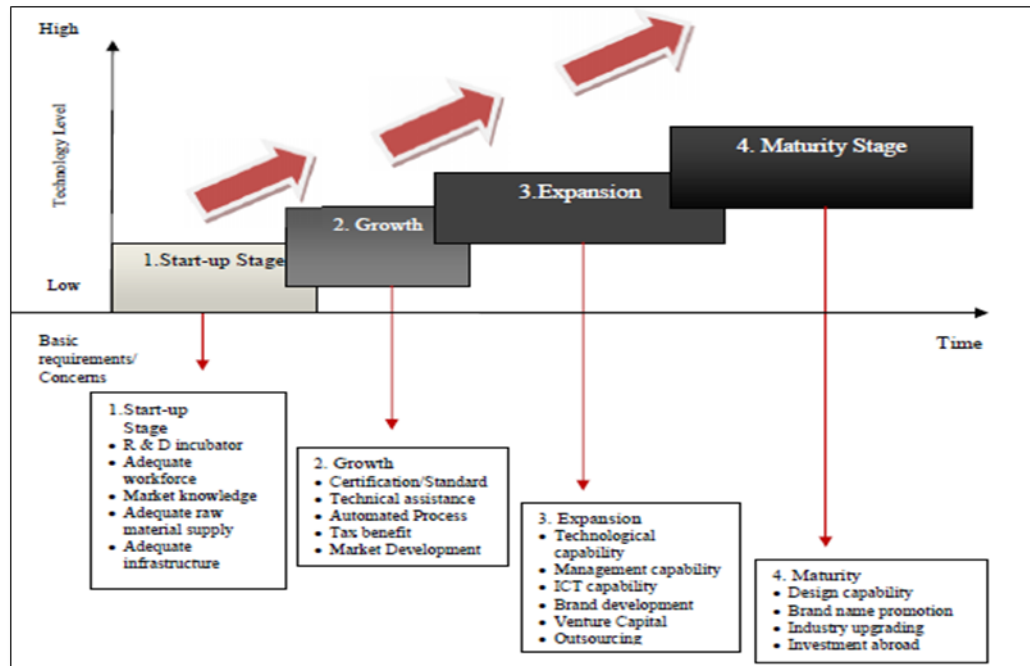 High
Technology Level
Low
1.Start-up Stage
2. Growth
3.Expansion
4. Maturity Stage
Time
Basic
requirements/
Concerns
1.Start-up
Stage
• R & D incubator
• Adequate
workforce
• Market knowledge
• Adequate raw
material supply
• Adequate
infrastructure
2. Growth
• Certification/Standard
• Technical assistance
• Automated Process
• Tax benefit
• Market Development
3. Expansion
• Technological
capability
• Management capability
• ICT capability
• Brand development
• Venture Capital
• Outsourcing
4. Maturity
• Design capability
• Brand name promotion
• Industry upgrading
• Investment abroad